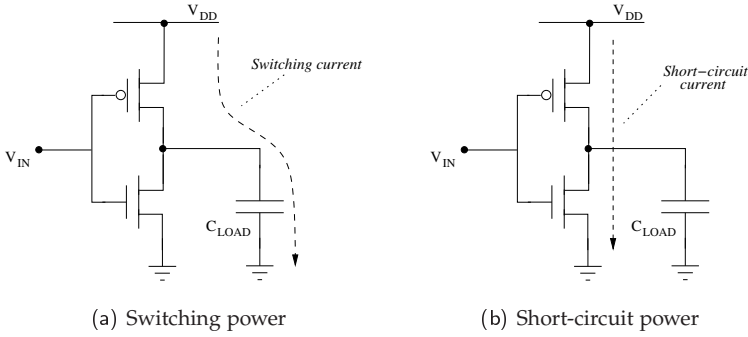 V_DD
Switching current
V_IN
C_LOAD
(a) Switching power
V_DD
Short−circuit
current
V_IN
C_LOAD
(b) Short-circuit power